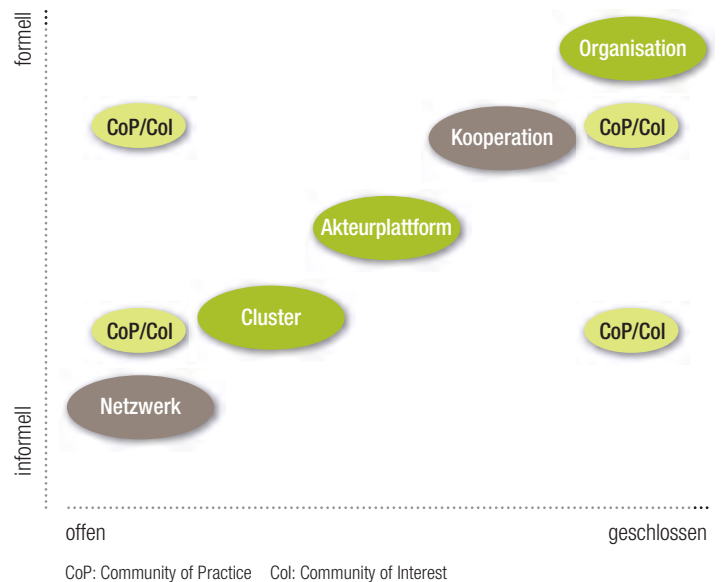 formell
Organisation
CoP/CoI
Kooperation
CoP/CoI
Akteurplattform
CoP/CoI
Cluster
CoP/CoI
Netzwerk
informell
offen
geschlossen
CoP: Community of Practice CoI: Community of Interest